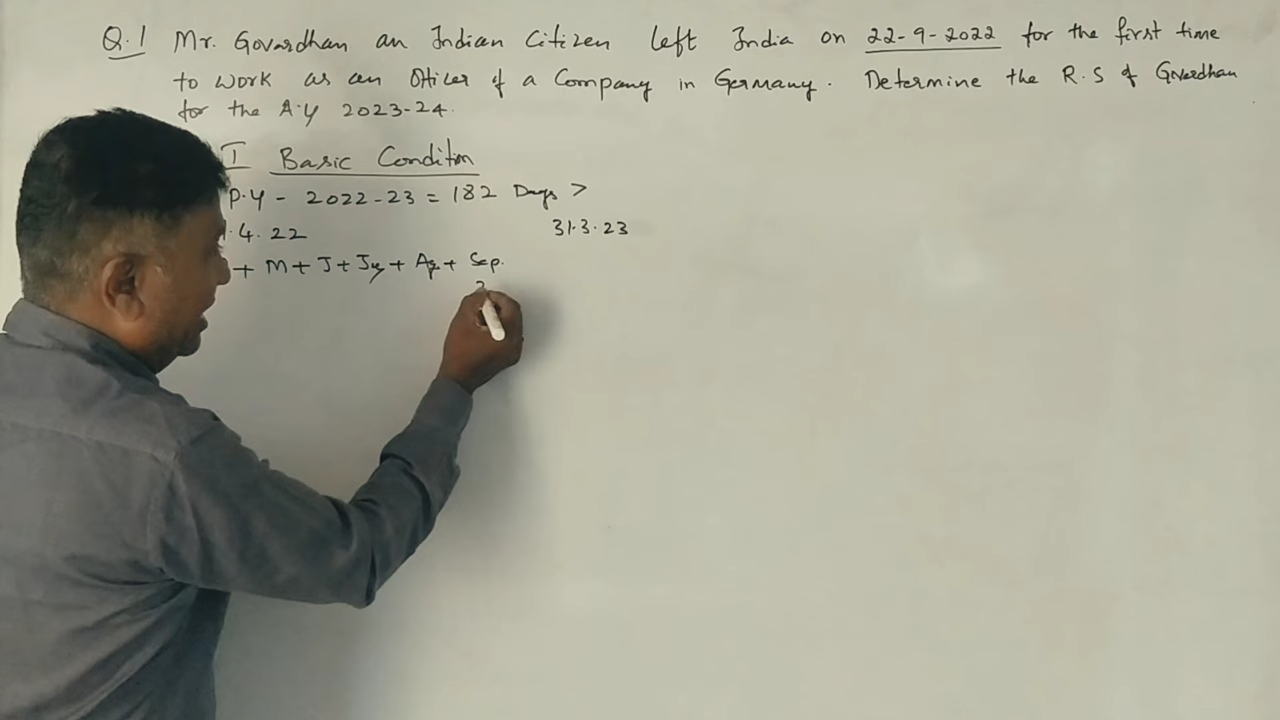 Q.1 Mr. Govardhan an Indian Citizen left India on 22-9-2022 for the first time
to work as an Officer of a Company in Germany. Determine the R.S of Govardhan
for the A.Y 2023-24.
I Basic Condition
P.Y - 2022-23 = 182 Days >
.4.22 31.3.23
+ M + J + Jy + Ag + Sep.
2